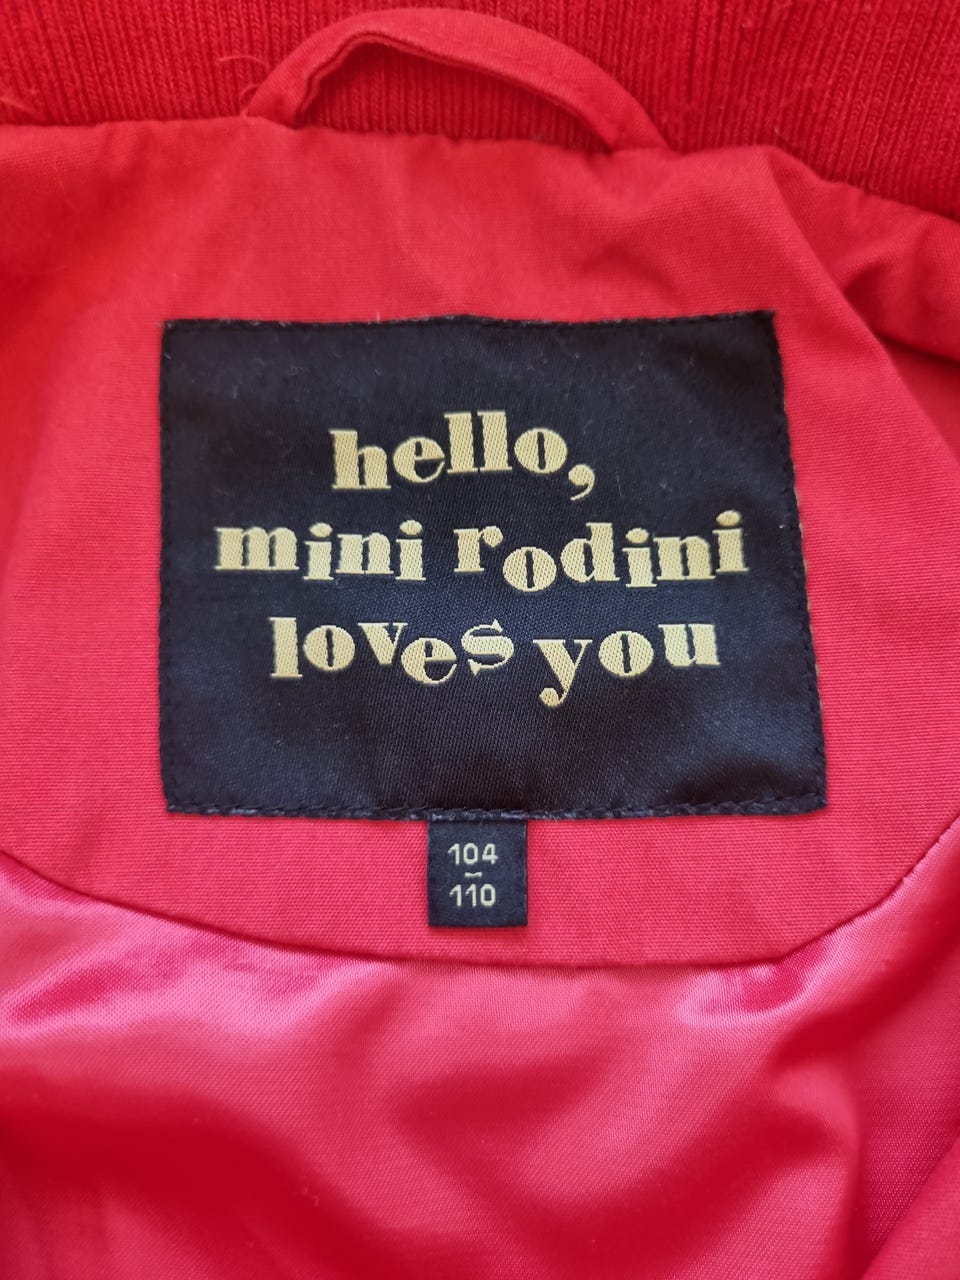 hello,
mini rodini
loves you
104
–
110